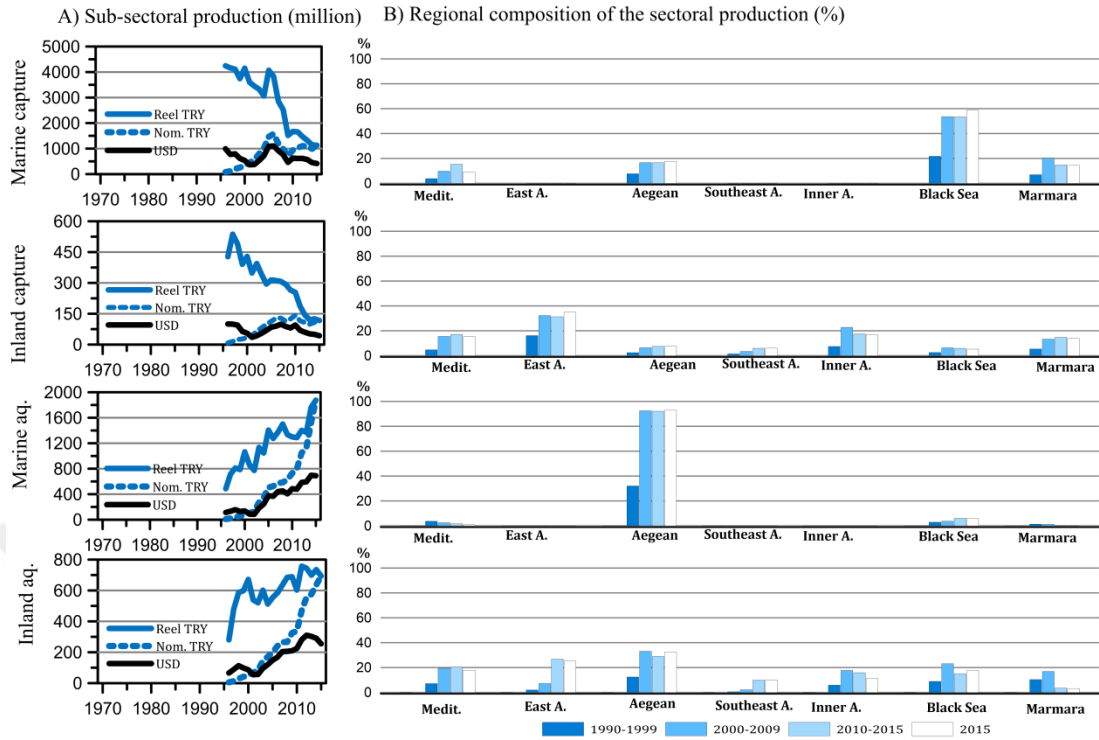 A) Sub-sectoral production (million)
B) Regional composition of the sectoral production (%)
Marine capture
5000
4000
3000
2000
1000
0
Reel TRY
Nom. TRY
USD
1970 1980 1990 2000 2010
%
100
80
60
40
20
0
Medit. East A. Aegean Southeast A. Inner A. Black Sea Marmara
Inland capture
600
450
300
150
0
Reel TRY
Nom. TRY
USD
1970 1980 1990 2000 2010
%
100
80
60
40
20
0
Medit. East A. Aegean Southeast A. Inner A. Black Sea Marmara
Marine aq.
2000
1600
1200
800
400
0
Reel TRY
Nom. TRY
USD
1970 1980 1990 2000 2010
%
100
80
60
40
20
0
Medit. East A. Aegean Southeast A. Inner A. Black Sea Marmara
Inland aq.
800
600
400
200
0
Reel TRY
Nom. TRY
USD
1970 1980 1990 2000 2010
%
100
80
60
40
20
0
Medit. East A. Aegean Southeast A. Inner A. Black Sea Marmara
1990-1999 2000-2009 2010-2015 2015